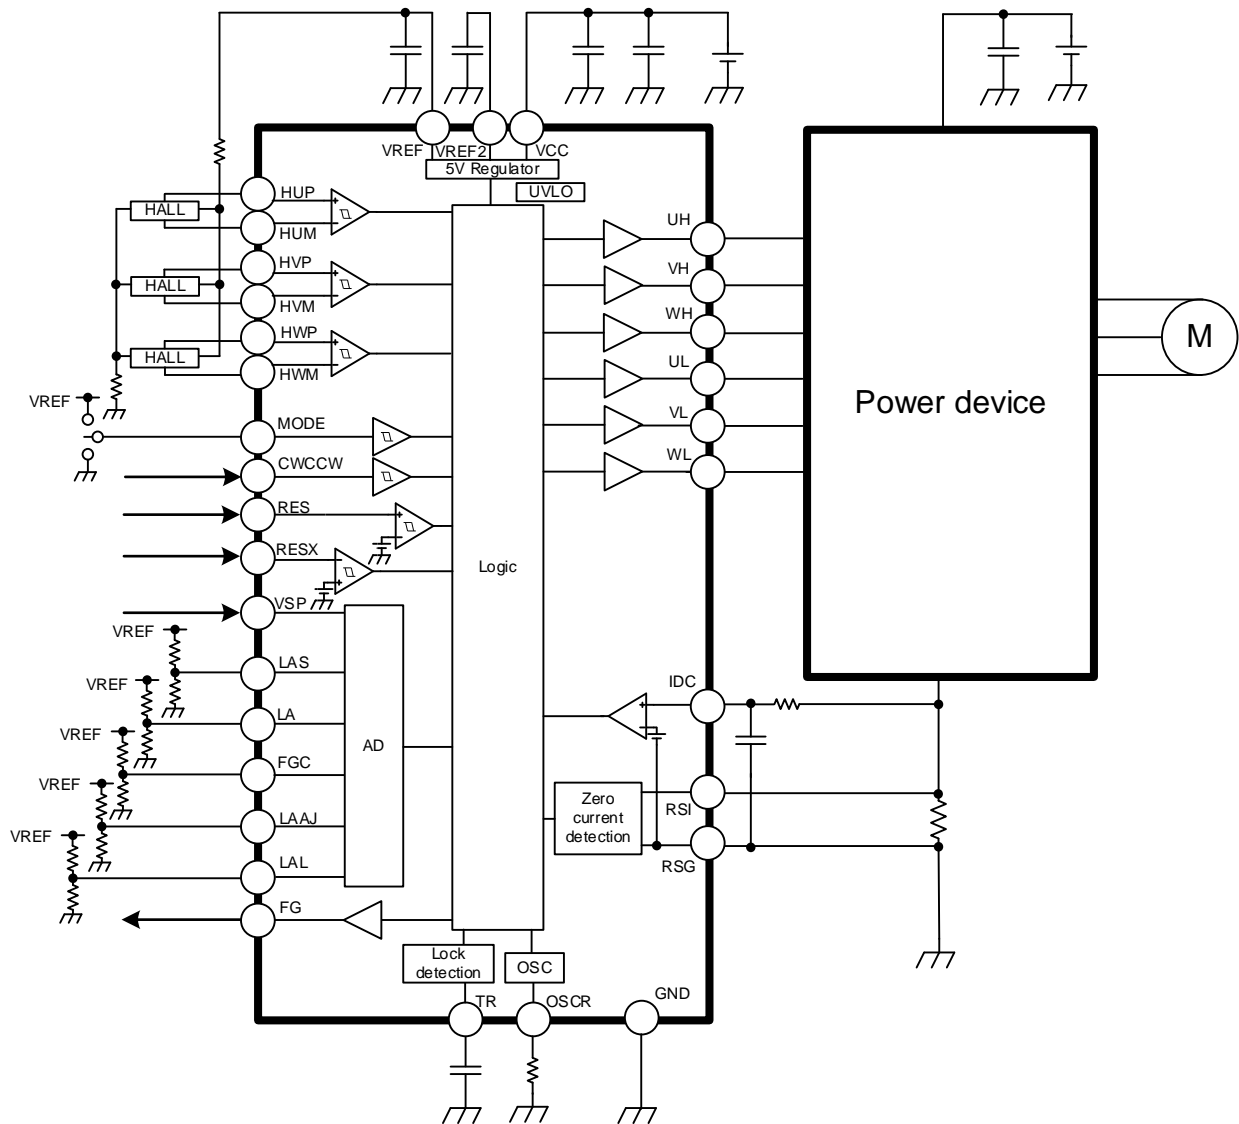 VREF
VREF2
VCC
5V Regulator
UVLO
HUP
HALL
HUM
HVP
HALL
HVM
HWP
HALL
HWM
VREF
MODE
CWCCW
RES
RESX
VSP
VREF
LAS
VREF
LA
VREF
FGC
VREF
LAAJ
VREF
LAL
FG
AD
Logic
UH
VH
WH
UL
VL
WL
Power device
M
IDC
Zero
current
detection
RSI
RSG
Lock
detection
OSC
TR
OSCR
GND